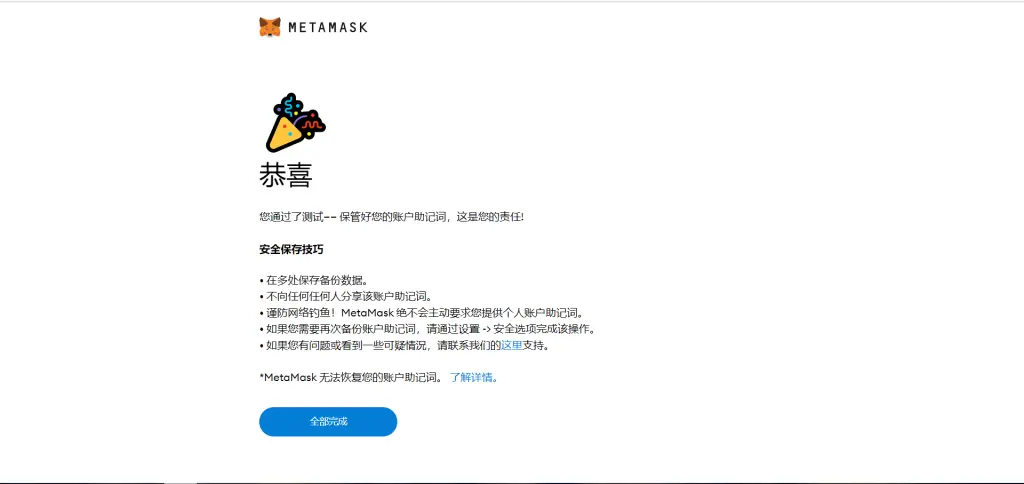 METAMASK
恭喜
您通过了测试-- 保管好您的账户助记词，这是您的责任!
安全保存技巧
• 在多处保存备份数据。
• 不向任何任何人分享该账户助记词。
• 谨防网络钓鱼！MetaMask 绝不会主动要求您提供个人账户助记词。
• 如果您需要再次备份账户助记词，请通过设置 -> 安全选项完成该操作。
• 如果您有问题或看到一些可疑情况，请联系我们的这里支持。
*MetaMask 无法恢复您的账户助记词。 了解详情。
全部完成